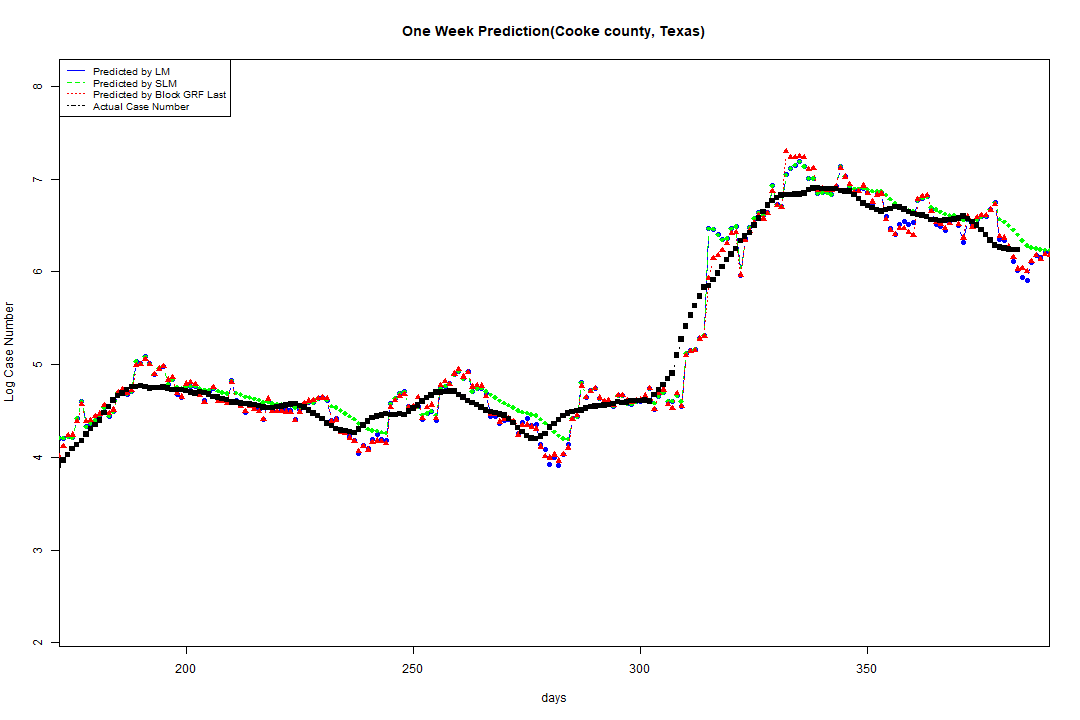 One Week Prediction(Cooke county, Texas)
Predicted by LM
Predicted by SLM
Predicted by Block GRF Last
Actual Case Number
8
7
6
5
4
3
2
Log Case Number
200 250 300 350
days